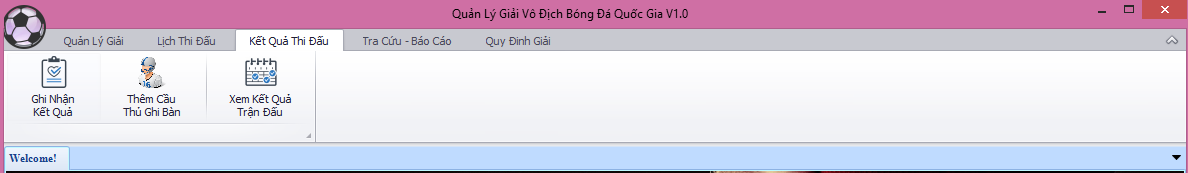 Quản Lý Giải Vô Địch Bóng Đá Quốc Gia V1.0
Quản Lý Giải Lịch Thi Đấu Kết Quả Thi Đấu Tra Cứu - Báo Cáo Quy Đinh Giải
Ghi Nhận
Kết Quả
Thêm Cầu
Thủ Ghi Bàn
Xem Kết Quả
Trận Đấu
Welcome!